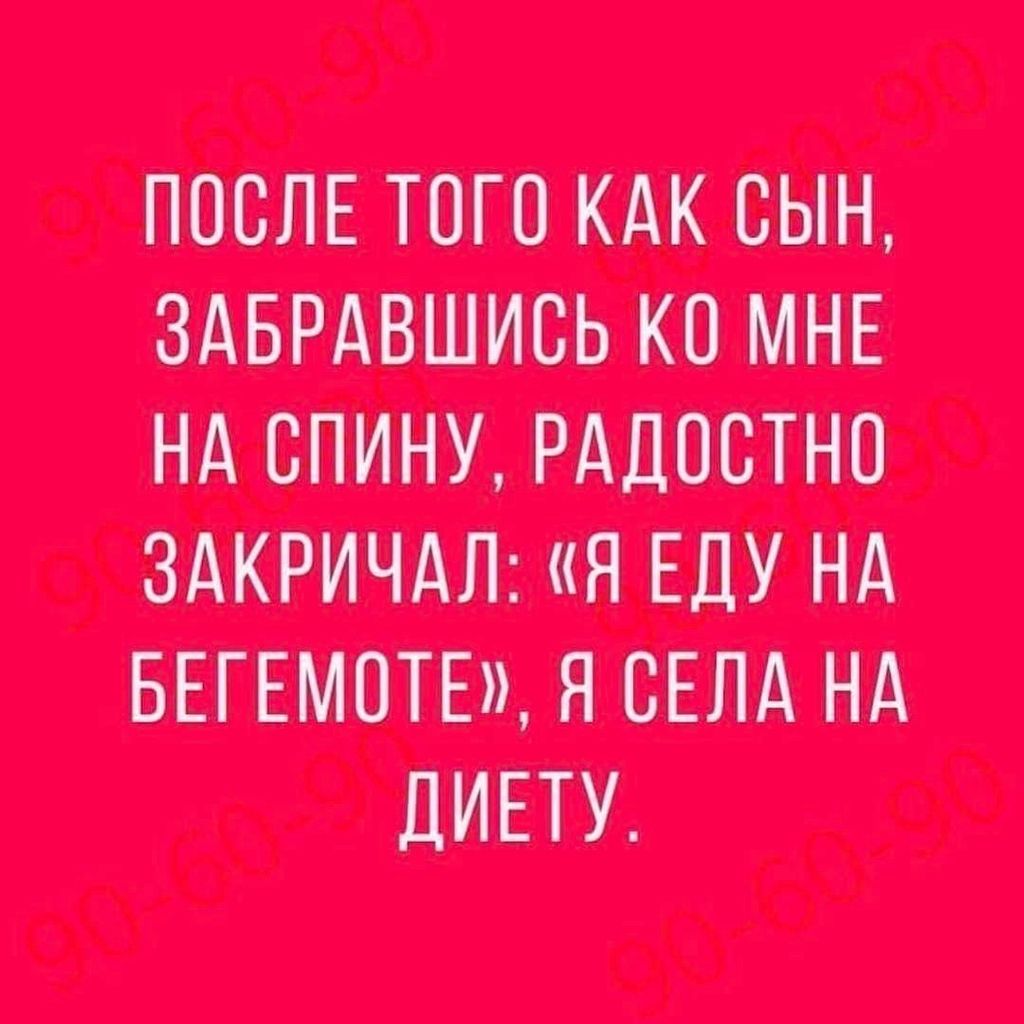 ПОСЛЕ ТОГО КАК СЫН,
ЗАБРАВШИСЬ КО МНЕ
НА СПИНУ, РАДОСТНО
ЗАКРИЧАЛ: «Я ЕДУ НА
БЕГЕМОТЕ», Я СЕЛА НА
ДИЕТУ.
90-60-90
90-60-90
90-60-90
90-60-90
90-60-90
90-60-90